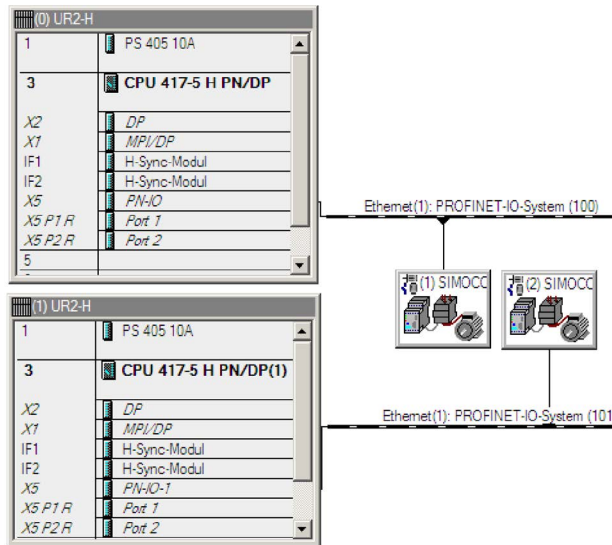 (0) UR2-H
1 PS 405 10A
3 CPU 417-5 H PN/DP
X2 DP
X1 MPI/DP
IF1 H-Sync-Modul
IF2 H-Sync-Modul
X5 PN-IO
X5 P1 R Port 1
X5 P2 R Port 2
5
Ethernet(1): PROFINET-IO-System (100)
(1) SIMOCC
(2) SIMOCC
(1) UR2-H
1 PS 405 10A
3 CPU 417-5 H PN/DP(1)
X2 DP
X1 MPI/DP
IF1 H-Sync-Modul
IF2 H-Sync-Modul
X5 PN-IO-1
X5 P1 R Port 1
X5 P2 R Port 2
Ethernet(1): PROFINET-IO-System (101